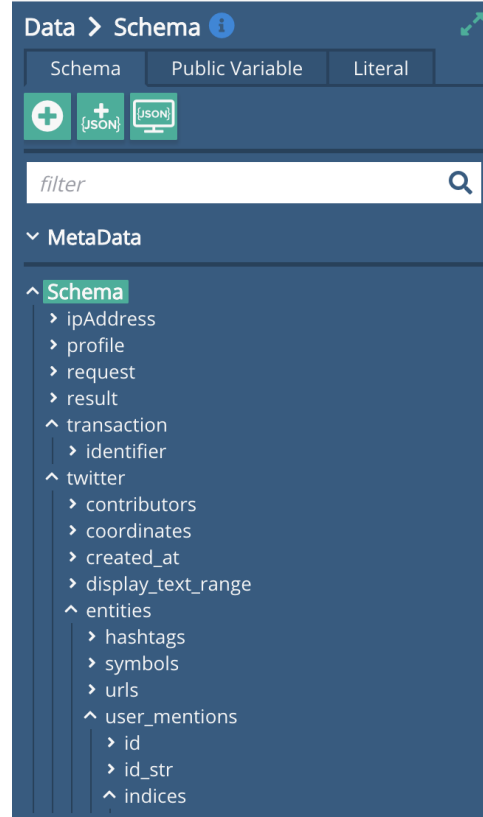 Data > Schema
Schema Public Variable Literal
{JSON} {JSON}
filter
MetaData
Schema
ipAddress
profile
request
result
transaction
identifier
twitter
contributors
coordinates
created_at
display_text_range
entities
hashtags
symbols
urls
user_mentions
id
id_str
indices